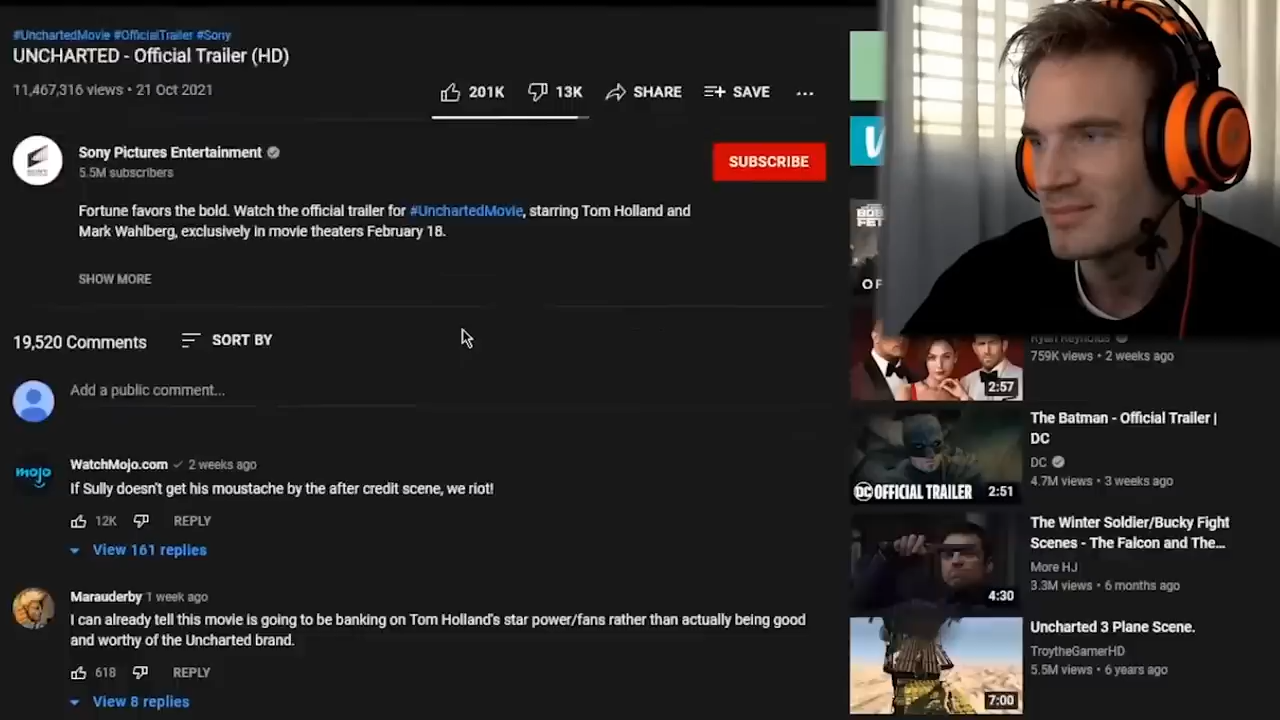 #UnchartedMovie #OfficialTrailer #Sony
UNCHARTED - Official Trailer (HD)
11,467,316 views • 21 Oct 2021
201K
13K
SHARE
SAVE
Sony Pictures Entertainment
5.5M subscribers
SUBSCRIBE
Fortune favors the bold. Watch the official trailer for #UnchartedMovie, starring Tom Holland and
Mark Wahlberg, exclusively in movie theaters February 18.
SHOW MORE
19,520 Comments
SORT BY
Add a public comment...
mojo
WatchMojo.com 2 weeks ago
If Sully doesn't get his moustache by the after credit scene, we riot!
12K REPLY
View 161 replies
Marauderby 1 week ago
I can already tell this movie is going to be banking on Tom Holland's star power/fans rather than actually being good
and worthy of the Uncharted brand.
618 REPLY
View 8 replies
Ryan Reynolds
759K views • 2 weeks ago
2:57
The Batman - Official Trailer |
DC
DC
4.7M views • 3 weeks ago
DC OFFICIAL TRAILER
2:51
The Winter Soldier/Bucky Fight
Scenes - The Falcon and The...
More HJ
3.3M views • 6 months ago
4:30
Uncharted 3 Plane Scene.
TroytheGamerHD
5.5M views • 6 years ago
7:00